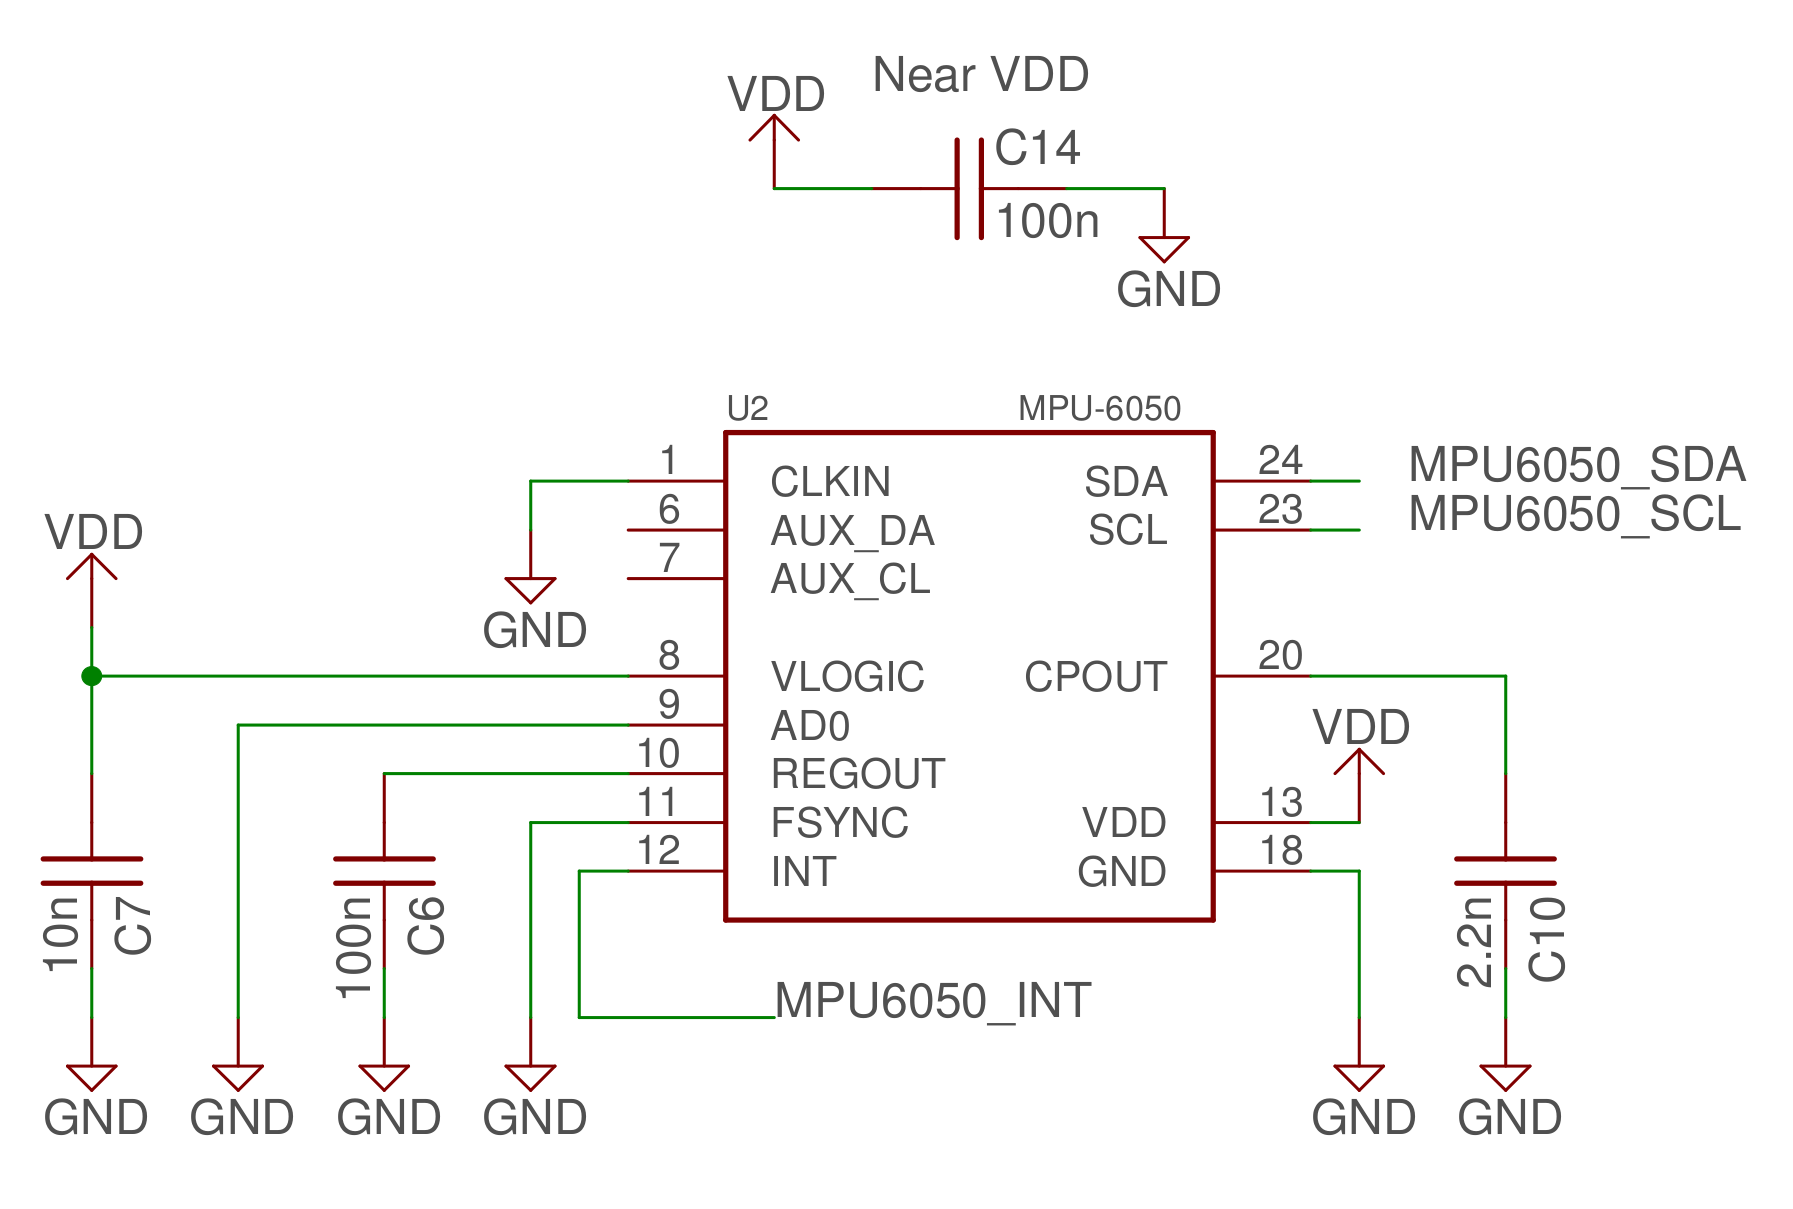 Near VDD
VDD
C14
100n
GND
U2 MPU-6050
1 CLKIN SDA 24 MPU6050_SDA
6 AUX_DA SCL 23 MPU6050_SCL
7 AUX_CL
VDD
GND
8 VLOGIC CPOUT 20
9 AD0
VDD
10 REGOUT
11 FSYNC VDD 13
12 INT GND 18
10n C7
100n C6
2.2n C10
MPU6050_INT
GND GND GND GND GND GND